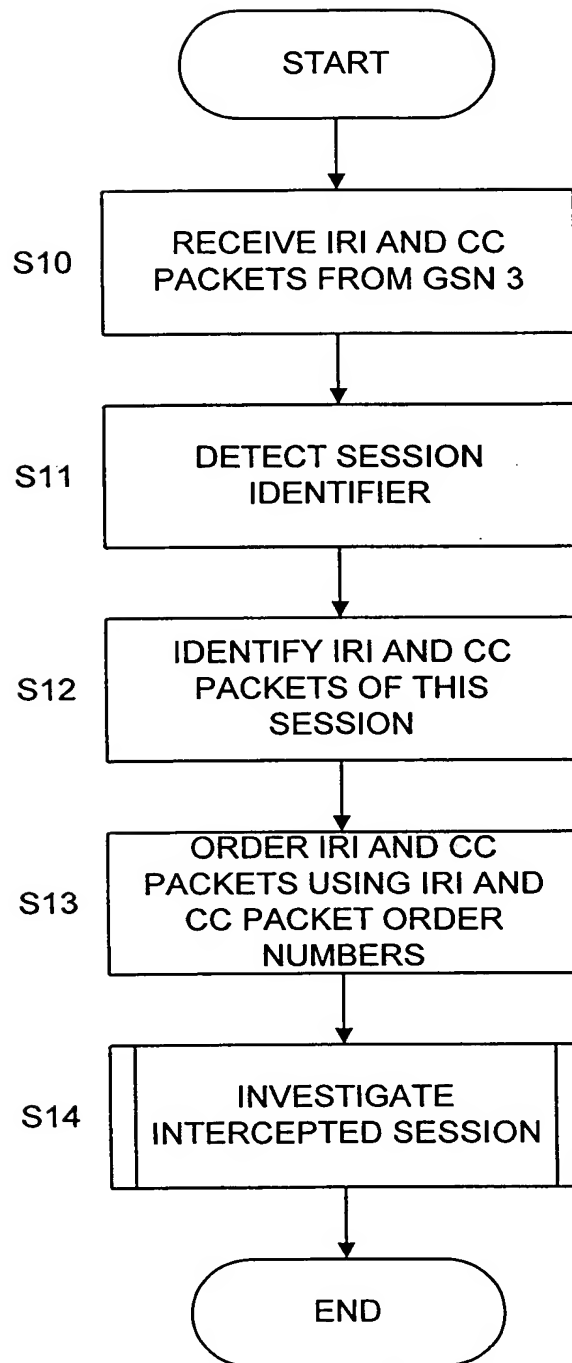 START
S10
RECEIVE IRI AND CC
PACKETS FROM GSN 3
S11
DETECT SESSION
IDENTIFIER
S12
IDENTIFY IRI AND CC
PACKETS OF THIS
SESSION
S13
ORDER IRI AND CC
PACKETS USING IRI AND
CC PACKET ORDER
NUMBERS
S14
INVESTIGATE
INTERCEPTED SESSION
END